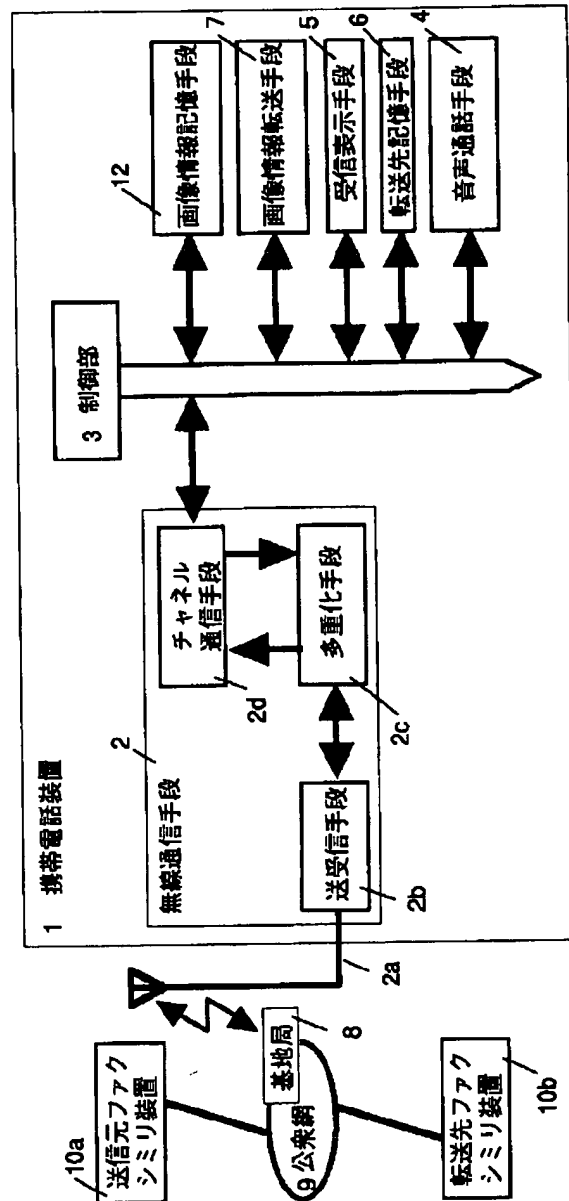 1 携帯電話装置
3 制御部
12
画像情報記憶手段
7
画像情報転送手段
5
受信表示手段
6
転送先記憶手段
4
音声通話手段
2
無線通信手段
チャネル
通信手段
2d
多重化手段
2c
送受信手段
2b
2a
10a
送信元ファク
シミリ装置
基地局
8
9公衆網
転送先ファク
シミリ装置
10b